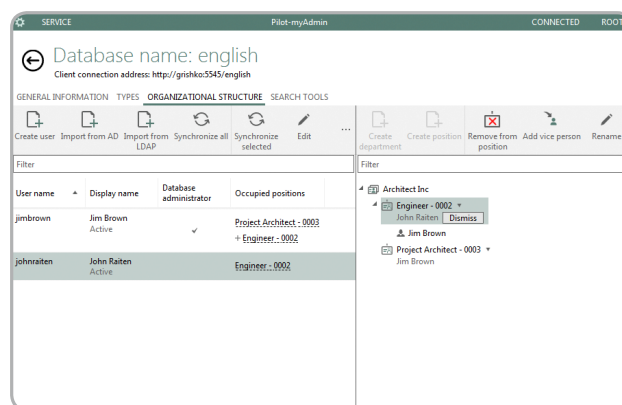 SERVICE
Pilot-myAdmin
CONNECTED
ROOT
Database name: english
Client connection address: http://grishko:5545/english
GENERAL INFORMATION TYPES ORGANIZATIONAL STRUCTURE SEARCH TOOLS
Create user
Import from AD
Import from LDAP
Synchronize all
Synchronize selected
Edit
...
Create department
Create position
Remove from position
Add vice person
Rename
Filter
Filter
User name
Display name
Database administrator
Occupied positions
jimbrown
Jim Brown
Active
✓
Project Architect - 0003
+ Engineer - 0002
johnraiten
John Raiten
Active
Engineer - 0002
Architect Inc
Engineer - 0002
John Raiten Dismiss
Jim Brown
Project Architect - 0003
Jim Brown